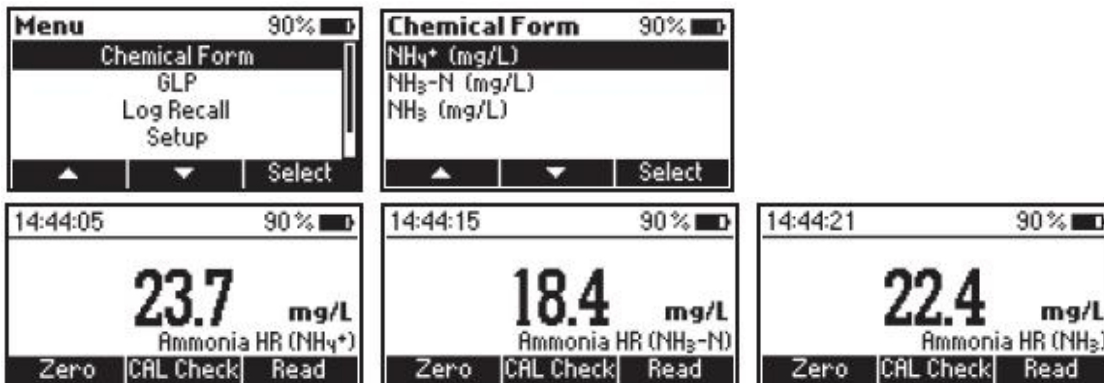 Menu 90%
Chemical Form
GLP
Log Recall
Setup
Select
Chemical Form 90%
NH₄⁺ (mg/L)
NH₃-N (mg/L)
NH₃ (mg/L)
Select
14:44:05 90%
23.7 mg/L
Ammonia HR (NH₄⁺)
Zero CAL Check Read
14:44:15 90%
18.4 mg/L
Ammonia HR (NH₃-N)
Zero CAL Check Read
14:44:21 90%
22.4 mg/L
Ammonia HR (NH₃)
Zero CAL Check Read